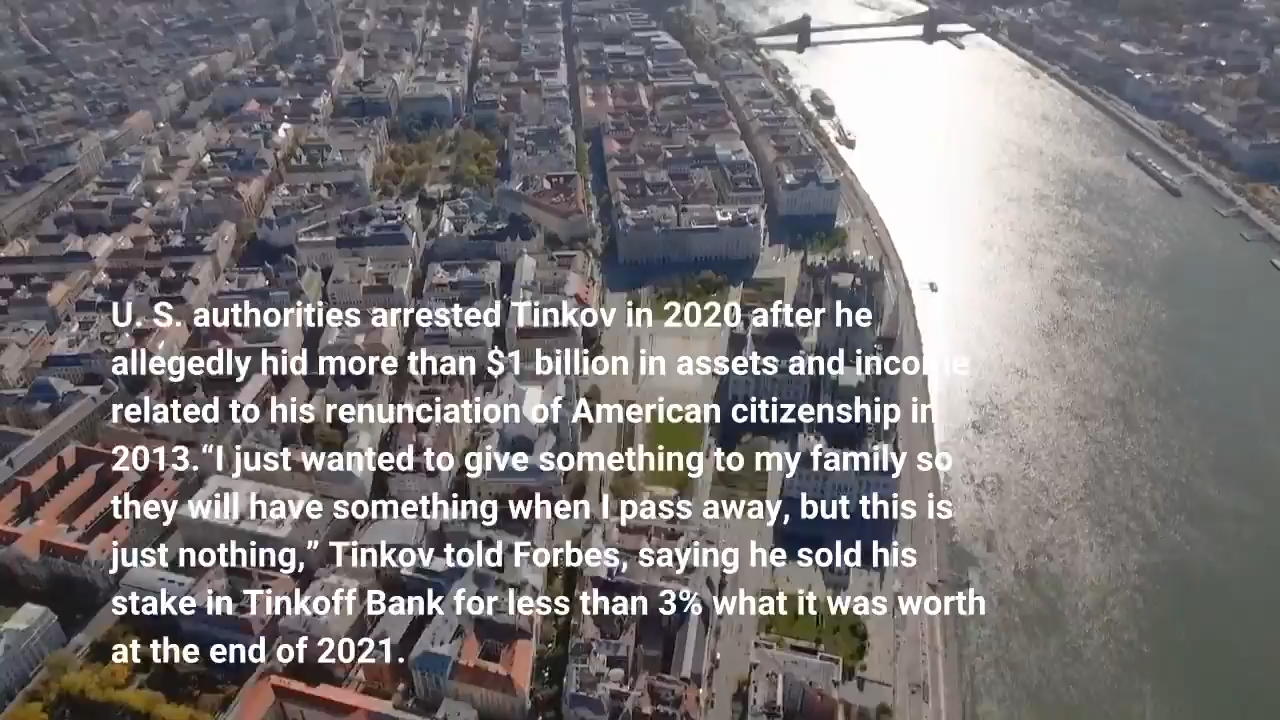 U. S. authorities arrested Tinkov in 2020 after he
allegedly hid more than $1 billion in assets and income
related to his renunciation of American citizenship in
2013.“I just wanted to give something to my family so
they will have something when I pass away, but this is
just nothing,” Tinkov told Forbes, saying he sold his
stake in Tinkoff Bank for less than 3% what it was worth
at the end of 2021.